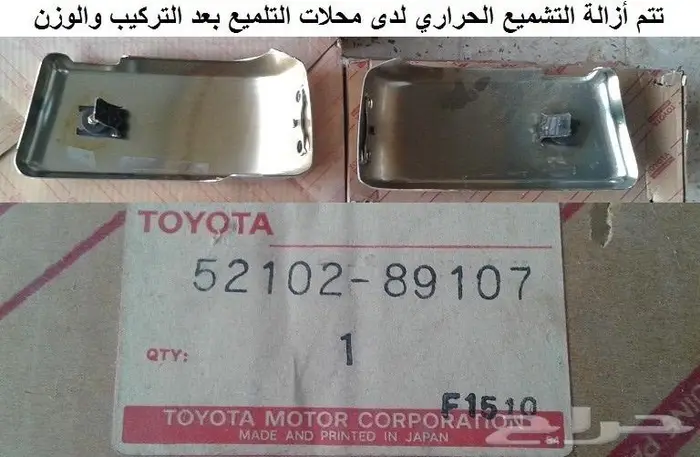 تتم أزالة التشميع الحراري لدى محلات التلميع بعد التركيب والوزن
TOYOTA
52102-89107
QTY: 1
F1510
TOYOTA MOTOR CORPORATION
MADE AND PRINTED IN JAPAN
حراج